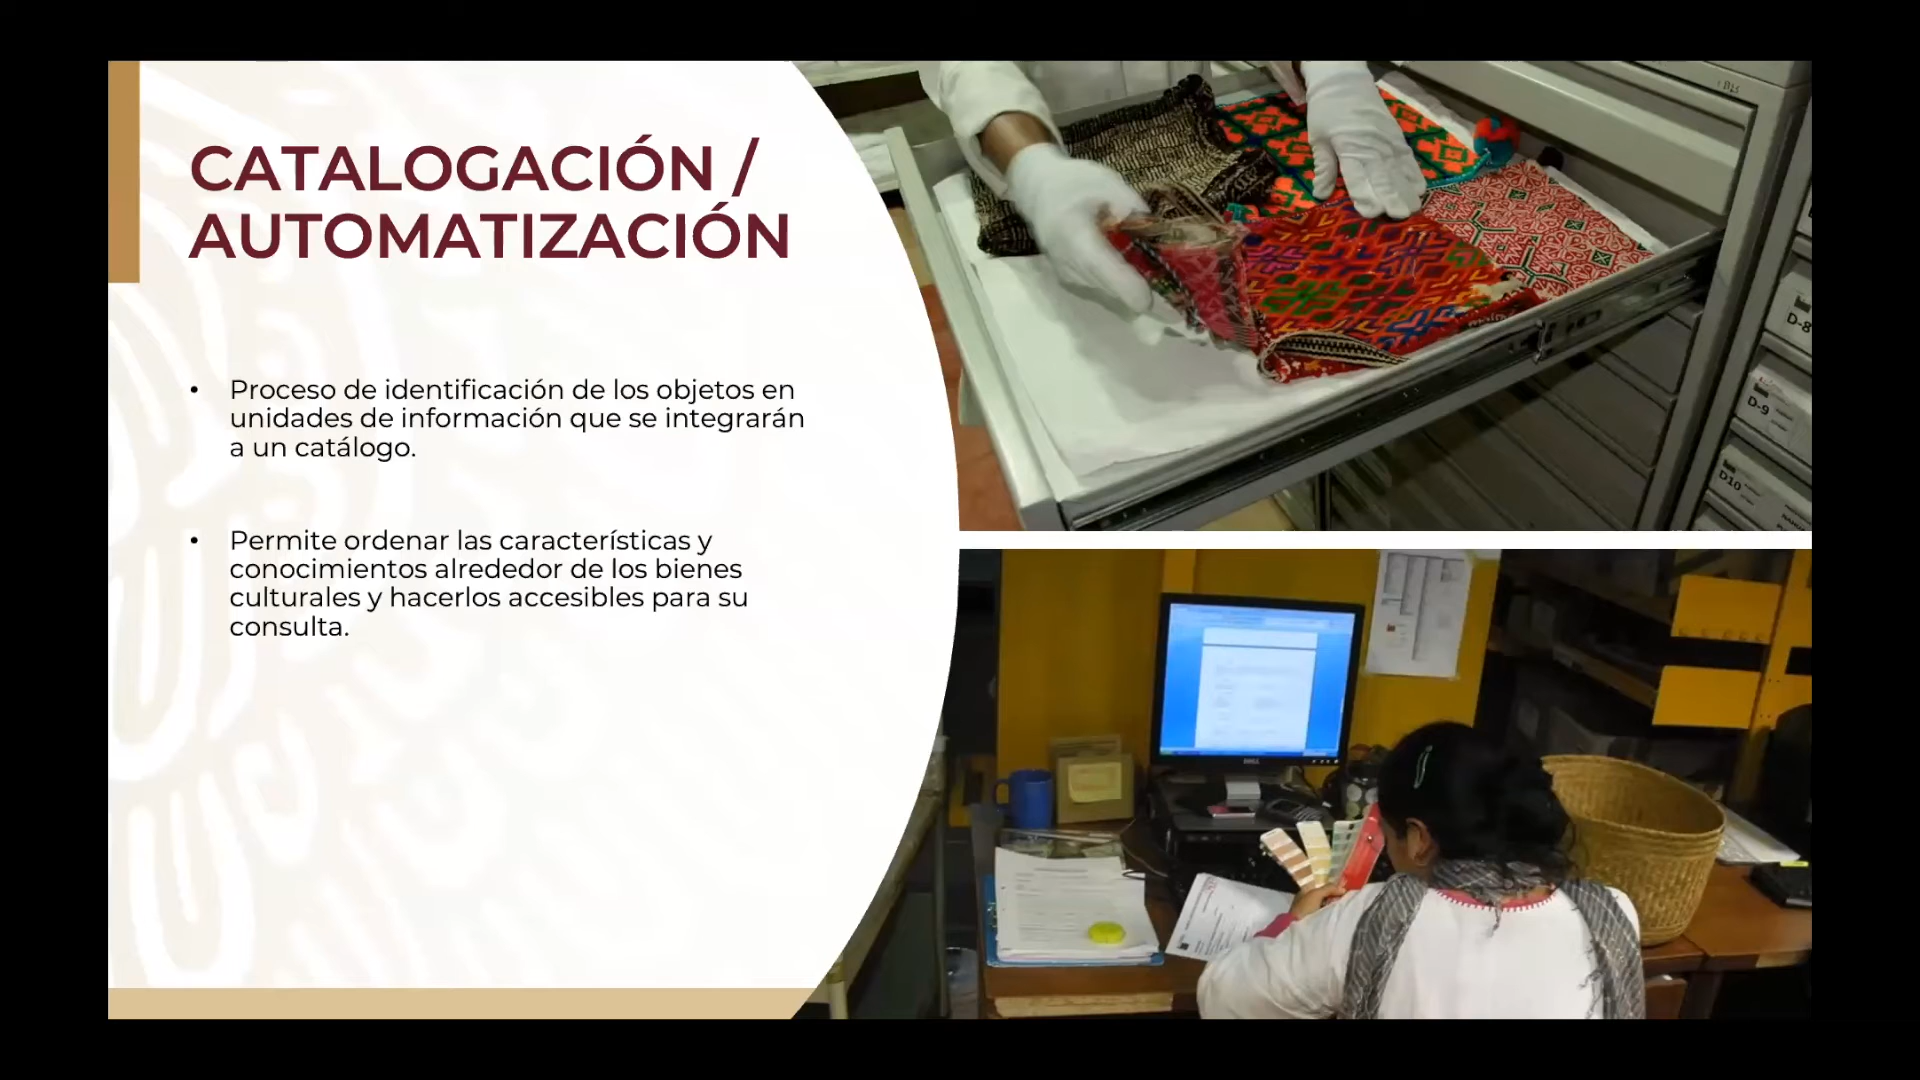 CATALOGACIÓN /
AUTOMATIZACIÓN
• Proceso de identificación de los objetos en
unidades de información que se integrarán
a un catálogo.
• Permite ordenar las características y
conocimientos alrededor de los bienes
culturales y hacerlos accesibles para su
consulta.
D-8
D-9
D10
DELL